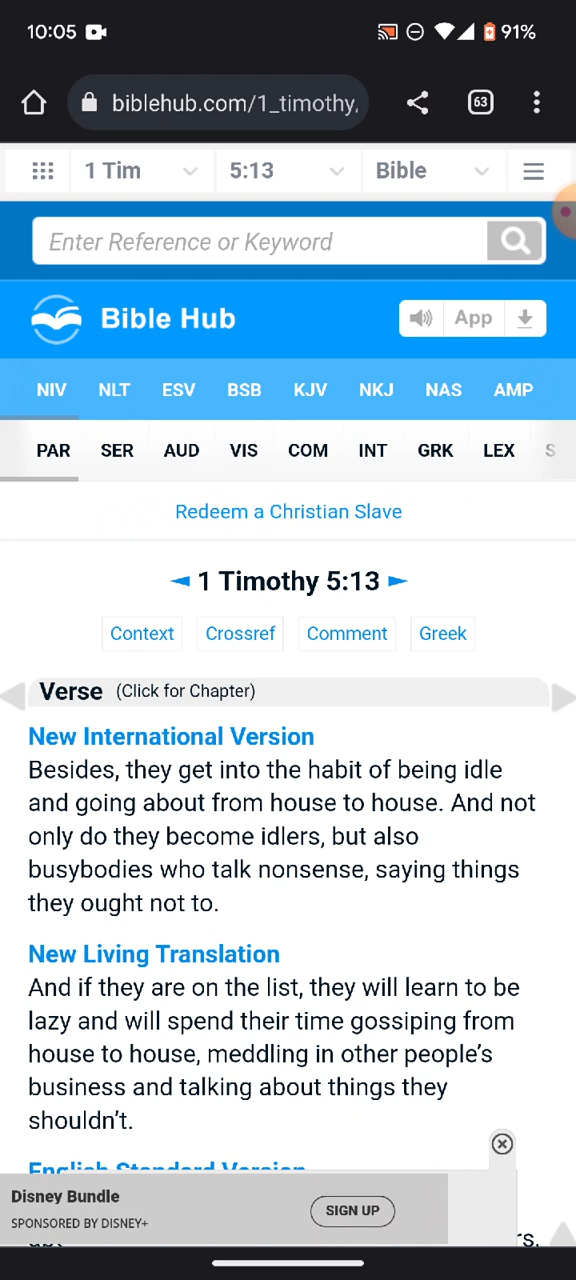 10:05
91%
biblehub.com/1_timothy,
63
1 Tim 5:13 Bible
Enter Reference or Keyword
Bible Hub
App
NIV NLT ESV BSB KJV NKJ NAS AMP
PAR SER AUD VIS COM INT GRK LEX S
Redeem a Christian Slave
1 Timothy 5:13
Context Crossref Comment Greek
Verse (Click for Chapter)
New International Version
Besides, they get into the habit of being idle
and going about from house to house. And not
only do they become idlers, but also
busybodies who talk nonsense, saying things
they ought not to.
New Living Translation
And if they are on the list, they will learn to be
lazy and will spend their time gossiping from
house to house, meddling in other people’s
business and talking about things they
shouldn’t.
English Standard Version
Disney Bundle
SPONSORED BY DISNEY+
SIGN UP
rs,